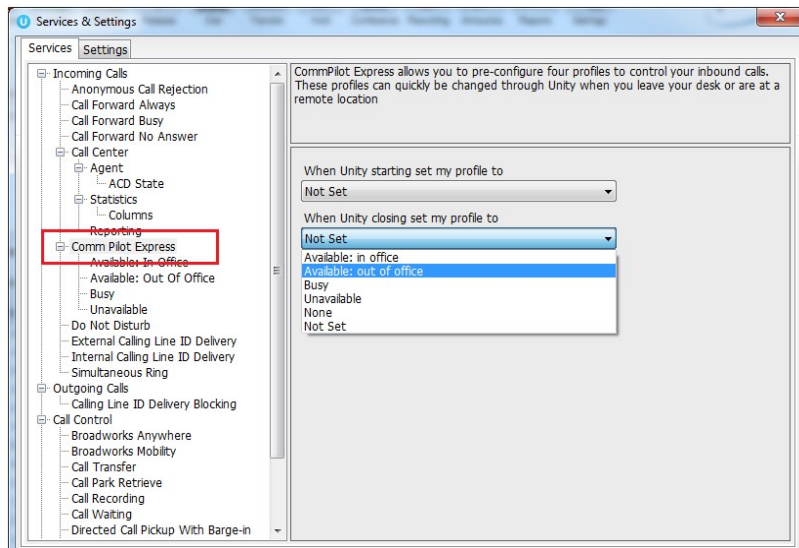 Services & Settings
Services Settings
Incoming Calls
Anonymous Call Rejection
Call Forward Always
Call Forward Busy
Call Forward No Answer
Call Center
Agent
ACD State
Statistics
Columns
Reporting
Comm Pilot Express
Available: In Office
Available: Out Of Office
Busy
Unavailable
Do Not Disturb
External Calling Line ID Delivery
Internal Calling Line ID Delivery
Simultaneous Ring
Outgoing Calls
Calling Line ID Delivery Blocking
Call Control
Broadworks Anywhere
Broadworks Mobility
Call Transfer
Call Park Retrieve
Call Recording
Call Waiting
Directed Call Pickup With Barge-in
CommPilot Express allows you to pre-configure four profiles to control your inbound calls.
These profiles can quickly be changed through Unity when you leave your desk or are at a
remote location
When Unity starting set my profile to
Not Set
When Unity closing set my profile to
Not Set
Available: in office
Available: out of office
Busy
Unavailable
None
Not Set